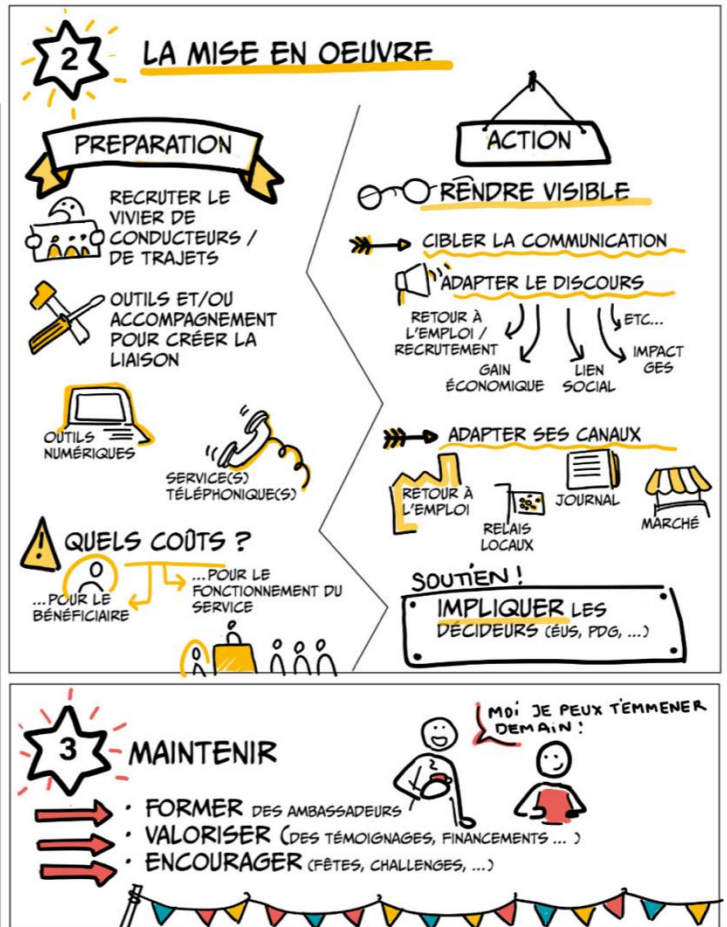 2
LA MISE EN OEUVRE
PREPARATION
RECRUTER LE
VIVIER DE
CONDUCTEURS /
DE TRAJETS
OUTILS ET/OU
ACCOMPAGNEMENT
POUR CRÉER LA
LIAISON
OUTILS
NUMÉRIQUES
SERVICE(S)
TÉLÉPHONIQUE(S)
QUELS COÛTS ?
...POUR LE
BÉNÉFICIAIRE
...POUR LE
FONCTIONNEMENT DU
SERVICE
ACTION
RENDRE VISIBLE
CIBLER LA COMMUNICATION
ADAPTER LE DISCOURS
RETOUR À
L'EMPLOI /
RECRUTEMENT
GAIN
ÉCONOMIQUE
LIEN
SOCIAL
IMPACT
GES
ETC...
ADAPTER SES CANAUX
RETOUR À
L'EMPLOI
RELAIS
LOCAUX
JOURNAL
MARCHÉ
SOUTIEN !
IMPLIQUER LES
DÉCIDEURS (ÉUS, PDG, ...)
3
MAINTENIR
MOI JE PEUX T'EMMENER
DEMAIN !
• FORMER DES AMBASSADEURS
• VALORISER (DES TÉMOIGNAGES, FINANCEMENTS ... )
• ENCOURAGER (FÊTES, CHALLENGES, ...)